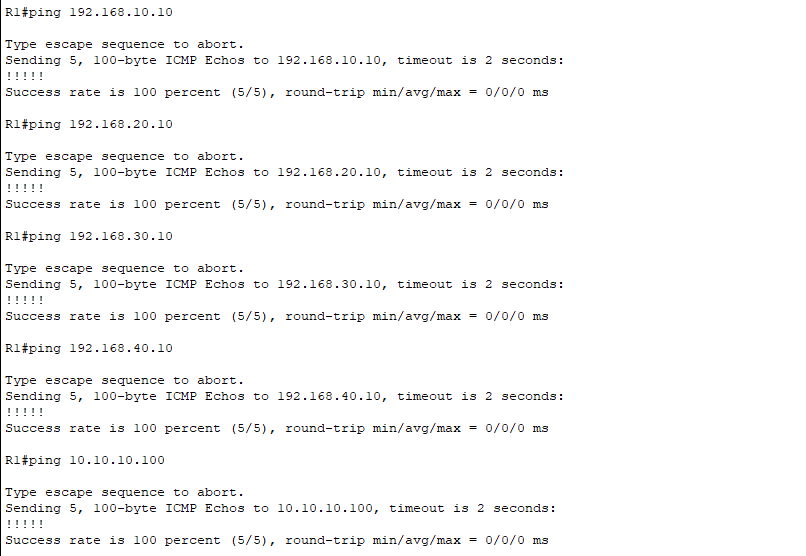 R1#ping 192.168.10.10
Type escape sequence to abort.
Sending 5, 100-byte ICMP Echos to 192.168.10.10, timeout is 2 seconds:
!!!!!
Success rate is 100 percent (5/5), round-trip min/avg/max = 0/0/0 ms
R1#ping 192.168.20.10
Type escape sequence to abort.
Sending 5, 100-byte ICMP Echos to 192.168.20.10, timeout is 2 seconds:
!!!!!
Success rate is 100 percent (5/5), round-trip min/avg/max = 0/0/0 ms
R1#ping 192.168.30.10
Type escape sequence to abort.
Sending 5, 100-byte ICMP Echos to 192.168.30.10, timeout is 2 seconds:
!!!!!
Success rate is 100 percent (5/5), round-trip min/avg/max = 0/0/0 ms
R1#ping 192.168.40.10
Type escape sequence to abort.
Sending 5, 100-byte ICMP Echos to 192.168.40.10, timeout is 2 seconds:
!!!!!
Success rate is 100 percent (5/5), round-trip min/avg/max = 0/0/0 ms
R1#ping 10.10.10.100
Type escape sequence to abort.
Sending 5, 100-byte ICMP Echos to 10.10.10.100, timeout is 2 seconds:
!!!!!
Success rate is 100 percent (5/5), round-trip min/avg/max = 0/0/0 ms